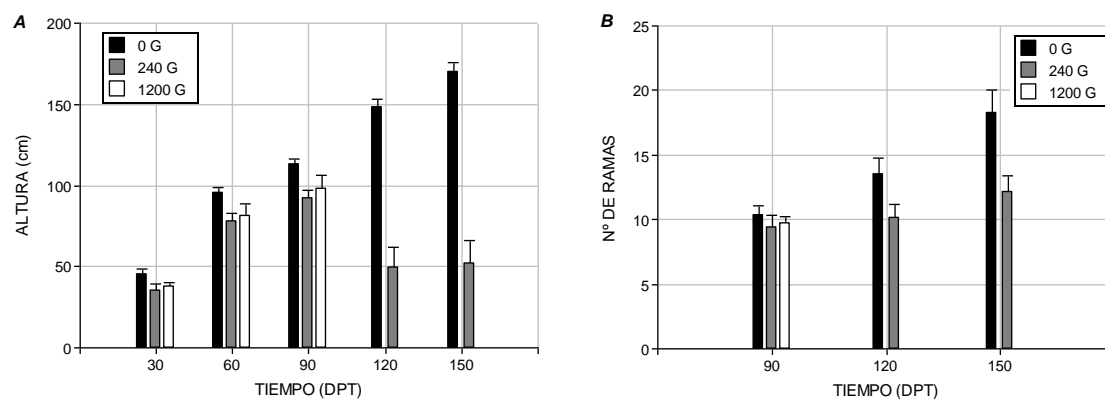 A
200
150
100
50
0
ALTURA (cm)
0 G
240 G
1200 G
30 60 90 120 150
TIEMPO (DPT)
B
25
20
15
10
5
0
Nº DE RAMAS
0 G
240 G
1200 G
90 120 150
TIEMPO (DPT)